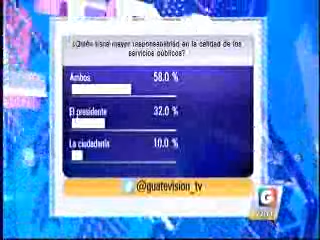 ¿Quién tiene mayor responsabilidad en la calidad de los
servicios públicos?
Ambos 58.0 %
El presidente 32.0 %
La ciudadanía 10.0 %
@guatevision_tv
G